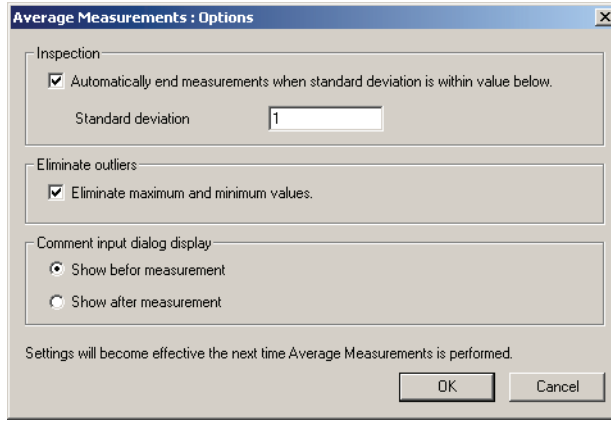 Average Measurements : Options
Inspection
Automatically end measurements when standard deviation is within value below.
Standard deviation 1
Eliminate outliers
Eliminate maximum and minimum values.
Comment input dialog display
Show befor measurement
Show after measurement
Settings will become effective the next time Average Measurements is performed.
OK Cancel